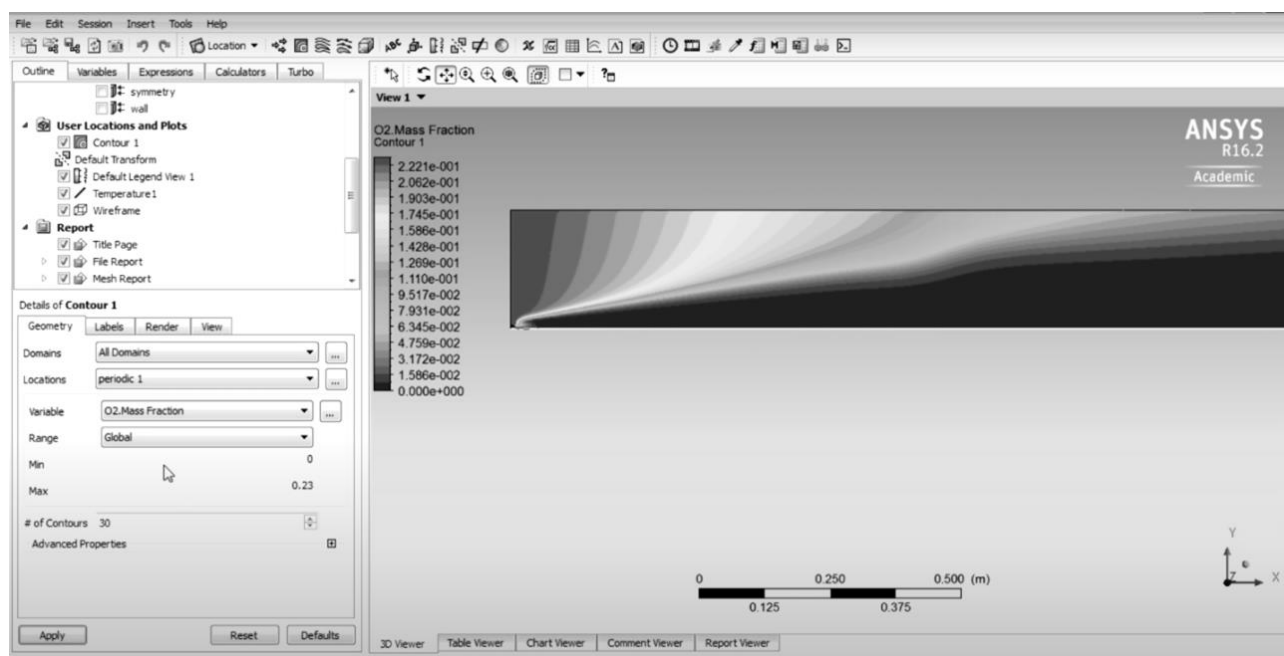 File Edit Session Insert Tools Help
Location
Outline Variables Expressions Calculators Turbo
symmetry
wall
User Locations and Plots
Contour 1
Default Transform
Default Legend View 1
Temperature1
Wireframe
Report
Title Page
File Report
Mesh Report
Details of Contour 1
Geometry Labels Render View
Domains All Domains ...
Locations periodic 1 ...
Variable O2.Mass Fraction ...
Range Global
Min 0
Max 0.23
# of Contours 30
Advanced Properties
Apply Reset Defaults
View 1
O2.Mass Fraction
Contour 1
2.221e-001
2.062e-001
1.903e-001
1.745e-001
1.586e-001
1.428e-001
1.269e-001
1.110e-001
9.517e-002
7.931e-002
6.345e-002
4.759e-002
3.172e-002
1.586e-002
0.000e+000
ANSYS
R16.2
Academic
0 0.250 0.500 (m)
0.125 0.375
Y
Z X
3D Viewer Table Viewer Chart Viewer Comment Viewer Report Viewer